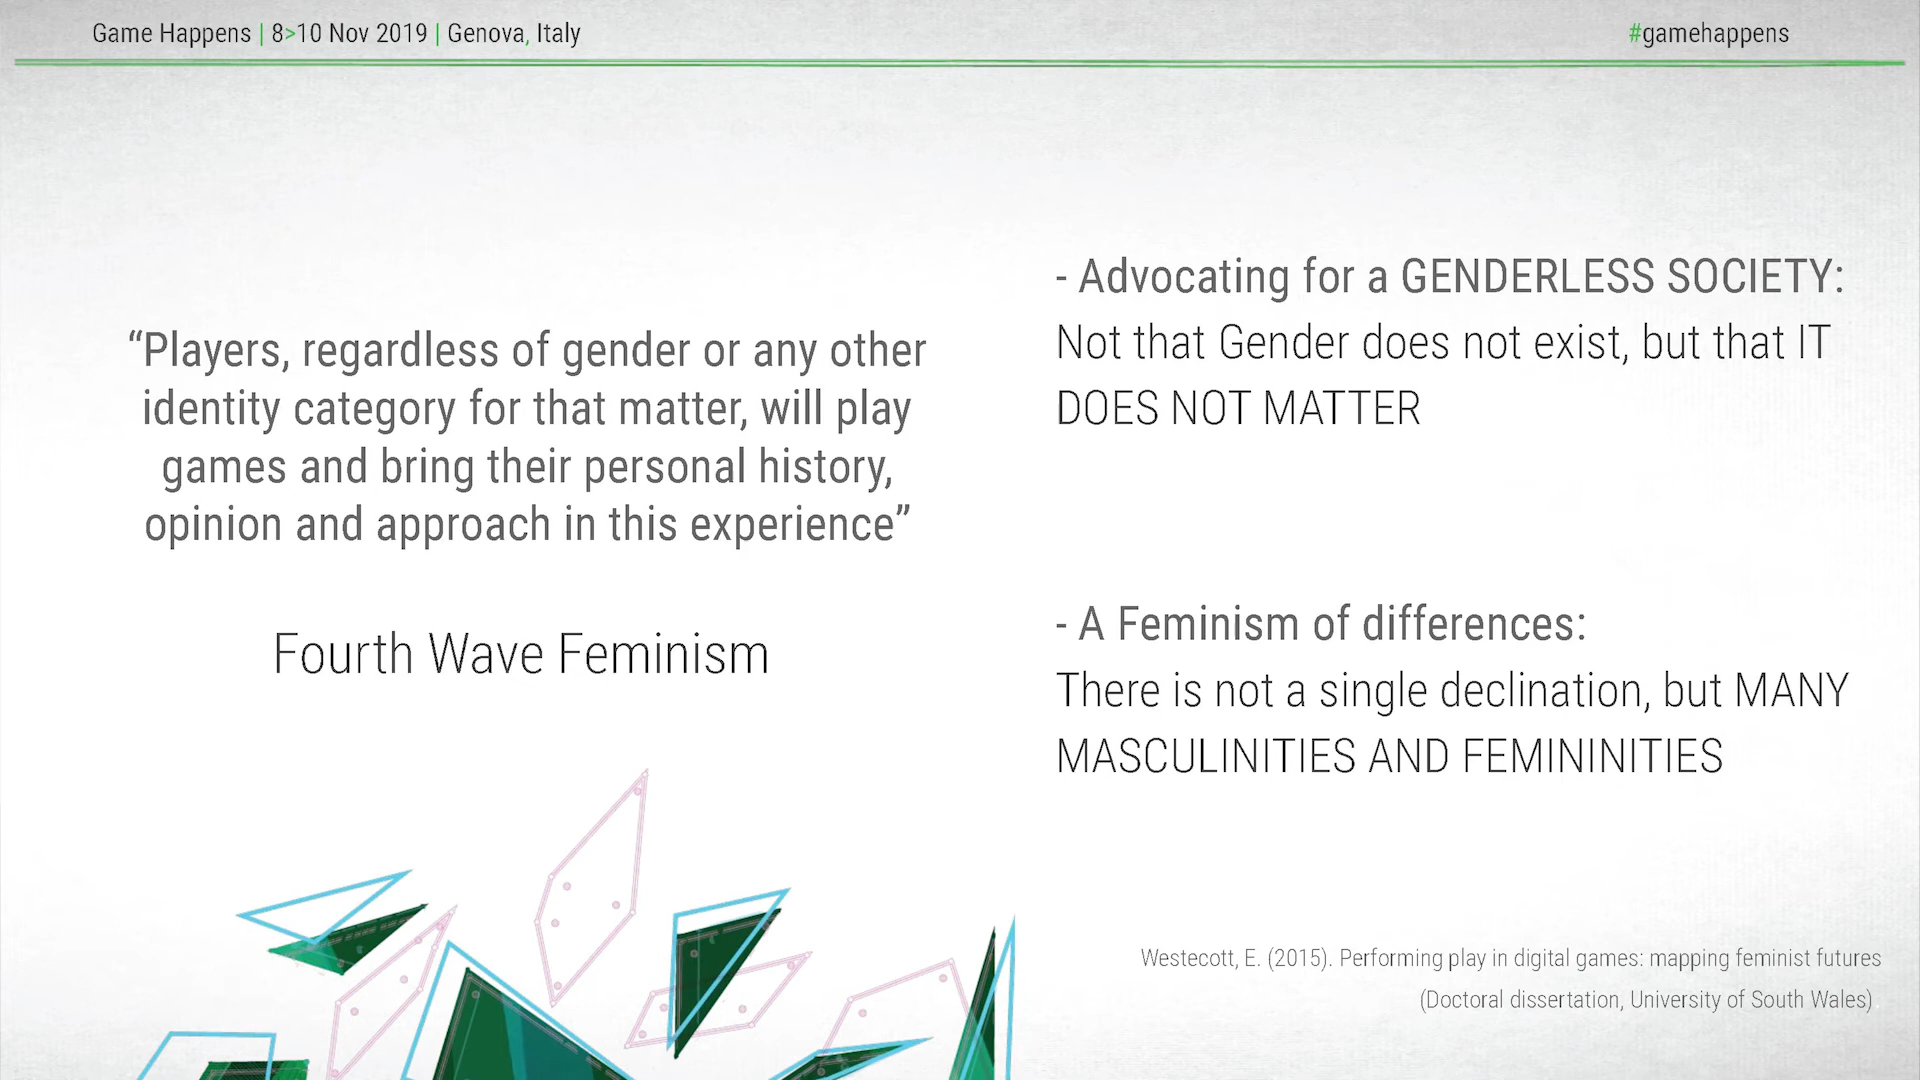 Game Happens | 8>10 Nov 2019 | Genova, Italy
#gamehappens
“Players, regardless of gender or any other
identity category for that matter, will play
games and bring their personal history,
opinion and approach in this experience”
Fourth Wave Feminism
- Advocating for a GENDERLESS SOCIETY:
Not that Gender does not exist, but that IT
DOES NOT MATTER
- A Feminism of differences:
There is not a single declination, but MANY
MASCULINITIES AND FEMININITIES
Westecott, E. (2015). Performing play in digital games: mapping feminist futures
(Doctoral dissertation, University of South Wales).